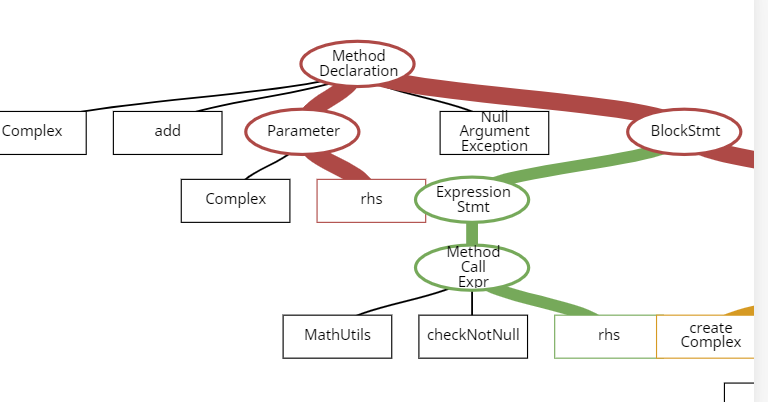 Method
Declaration
Complex
add
Parameter
Null
Argument
Exception
BlockStmt
Complex
rhs
Expression
Stmt
Method
Call
Expr
MathUtils
checkNotNull
rhs
create
Complex